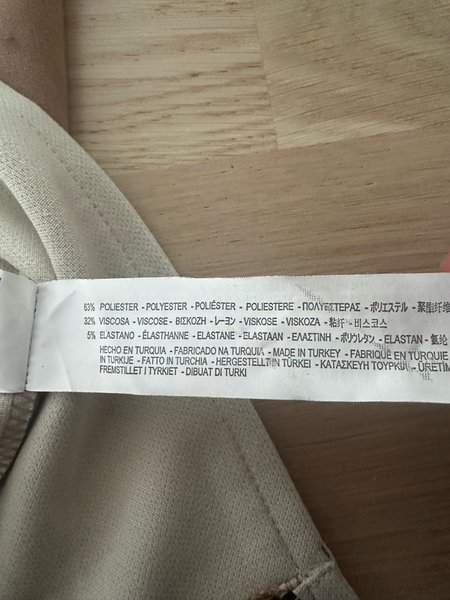 63% POLIESTER - POLYESTER - POLIÉSTER - POLIESTERE - ΠΟΛΥΕΣΤΕΡΑΣ - ポリエステル - 聚酯纤维
32% VISCOSA - VISCOSE - ΒΙΣΚΟΖΗ - レーヨン - VISKOSE - VISKOZA - 粘纤 - 비스코스
5% ELASTANO - ÉLASTHANNE - ELASTANE - ELASTAAN - ΕΛΑΣΤΙΝΗ - ポリウレタン - ELASTAN - 氨纶
HECHO EN TURQUIA - FABRICADO NA TURQUIA - MADE IN TURKEY - FABRIQUÉ EN TURQUIE
IN TURKUE - FATTO IN TURCHIA - HERGESTELLT IN TÜRKEI - ΚΑΤΑΣΚΕΥΗ ΤΟΥΡΚΙΑ - ÜRETİM
FREMSTILLET I TYRKIET - DIBUAT DI TURKI